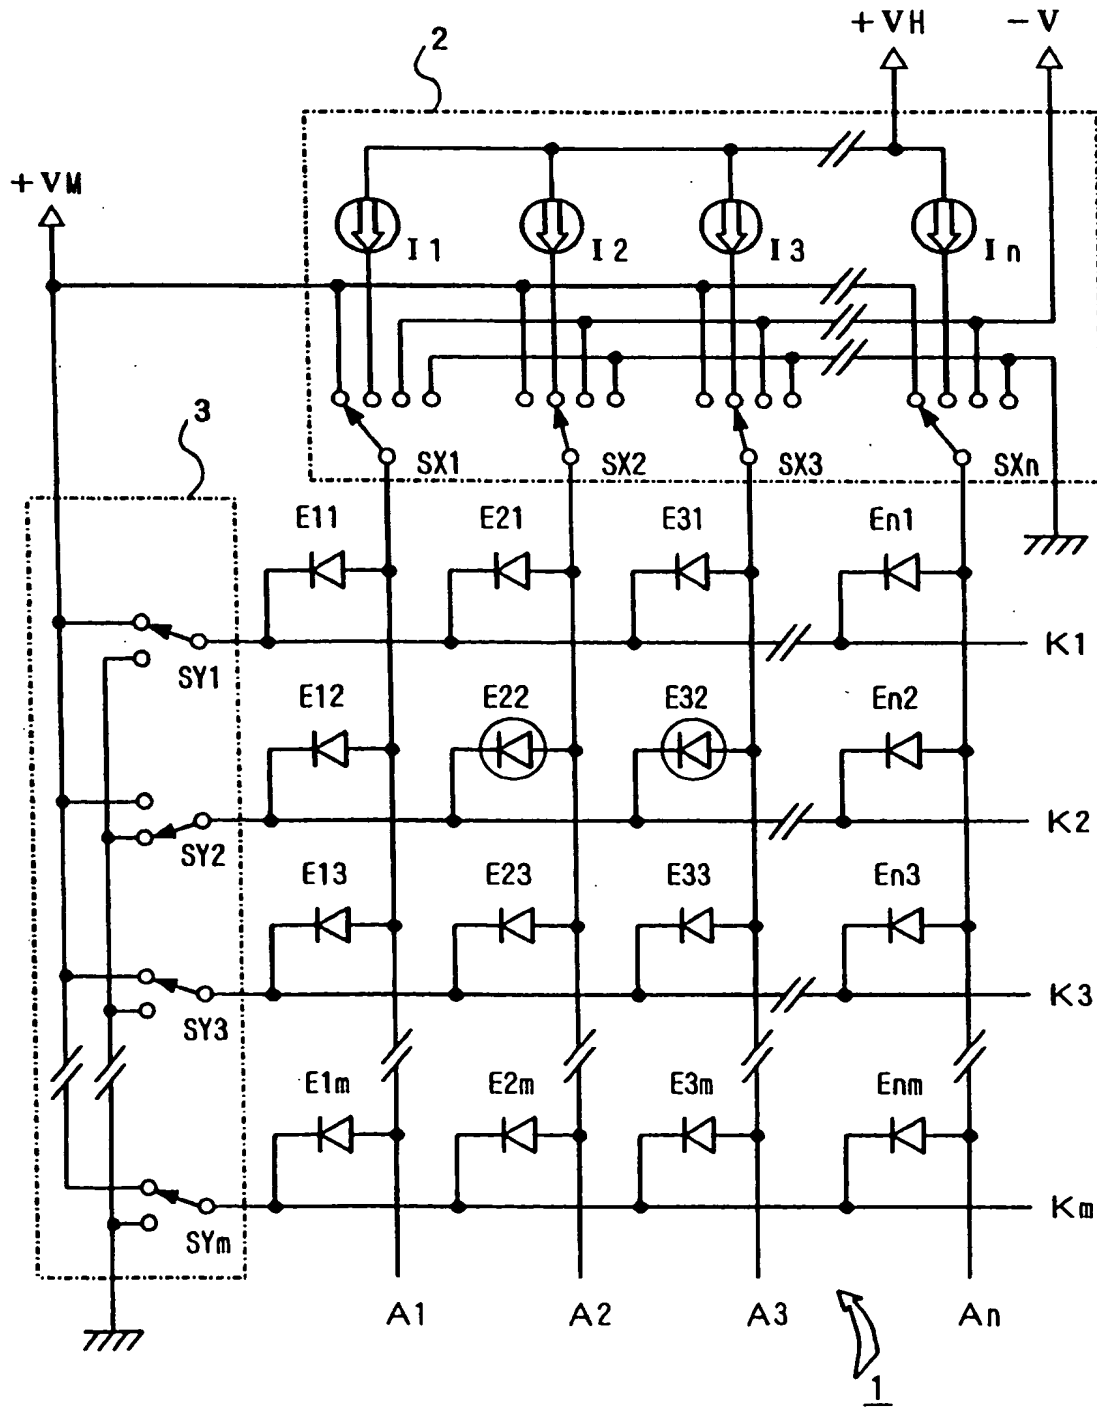 +VH -V
2
+VM
I1 I2 I3 In
3
SX1 SX2 SX3 SXn
E11 E21 E31 En1
SY1 K1
E12 E22 E32 En2
SY2 K2
E13 E23 E33 En3
SY3 K3
E1m E2m E3m Enm
SYm Km
A1 A2 A3 An
1